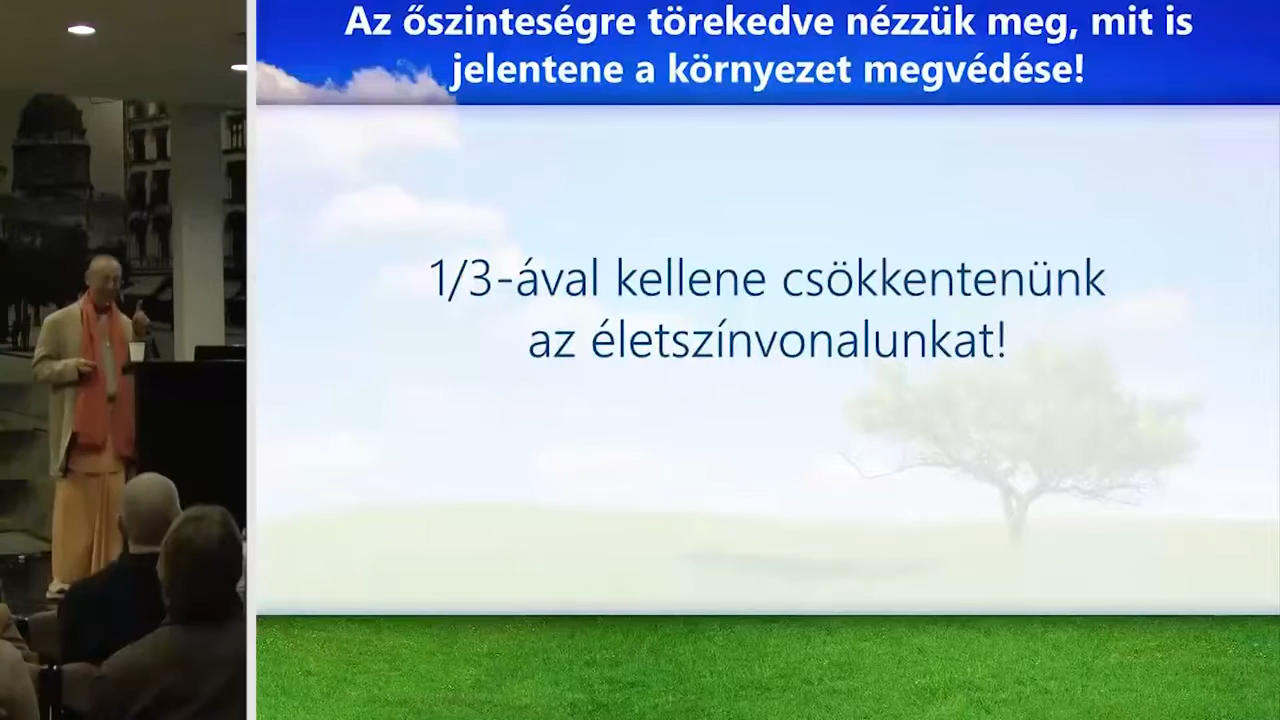 Az őszinteségre törekedve nézzük meg, mit is
jelentene a környezet megvédése!
1/3-ával kellene csökkentenünk
az életszínvonalunkat!